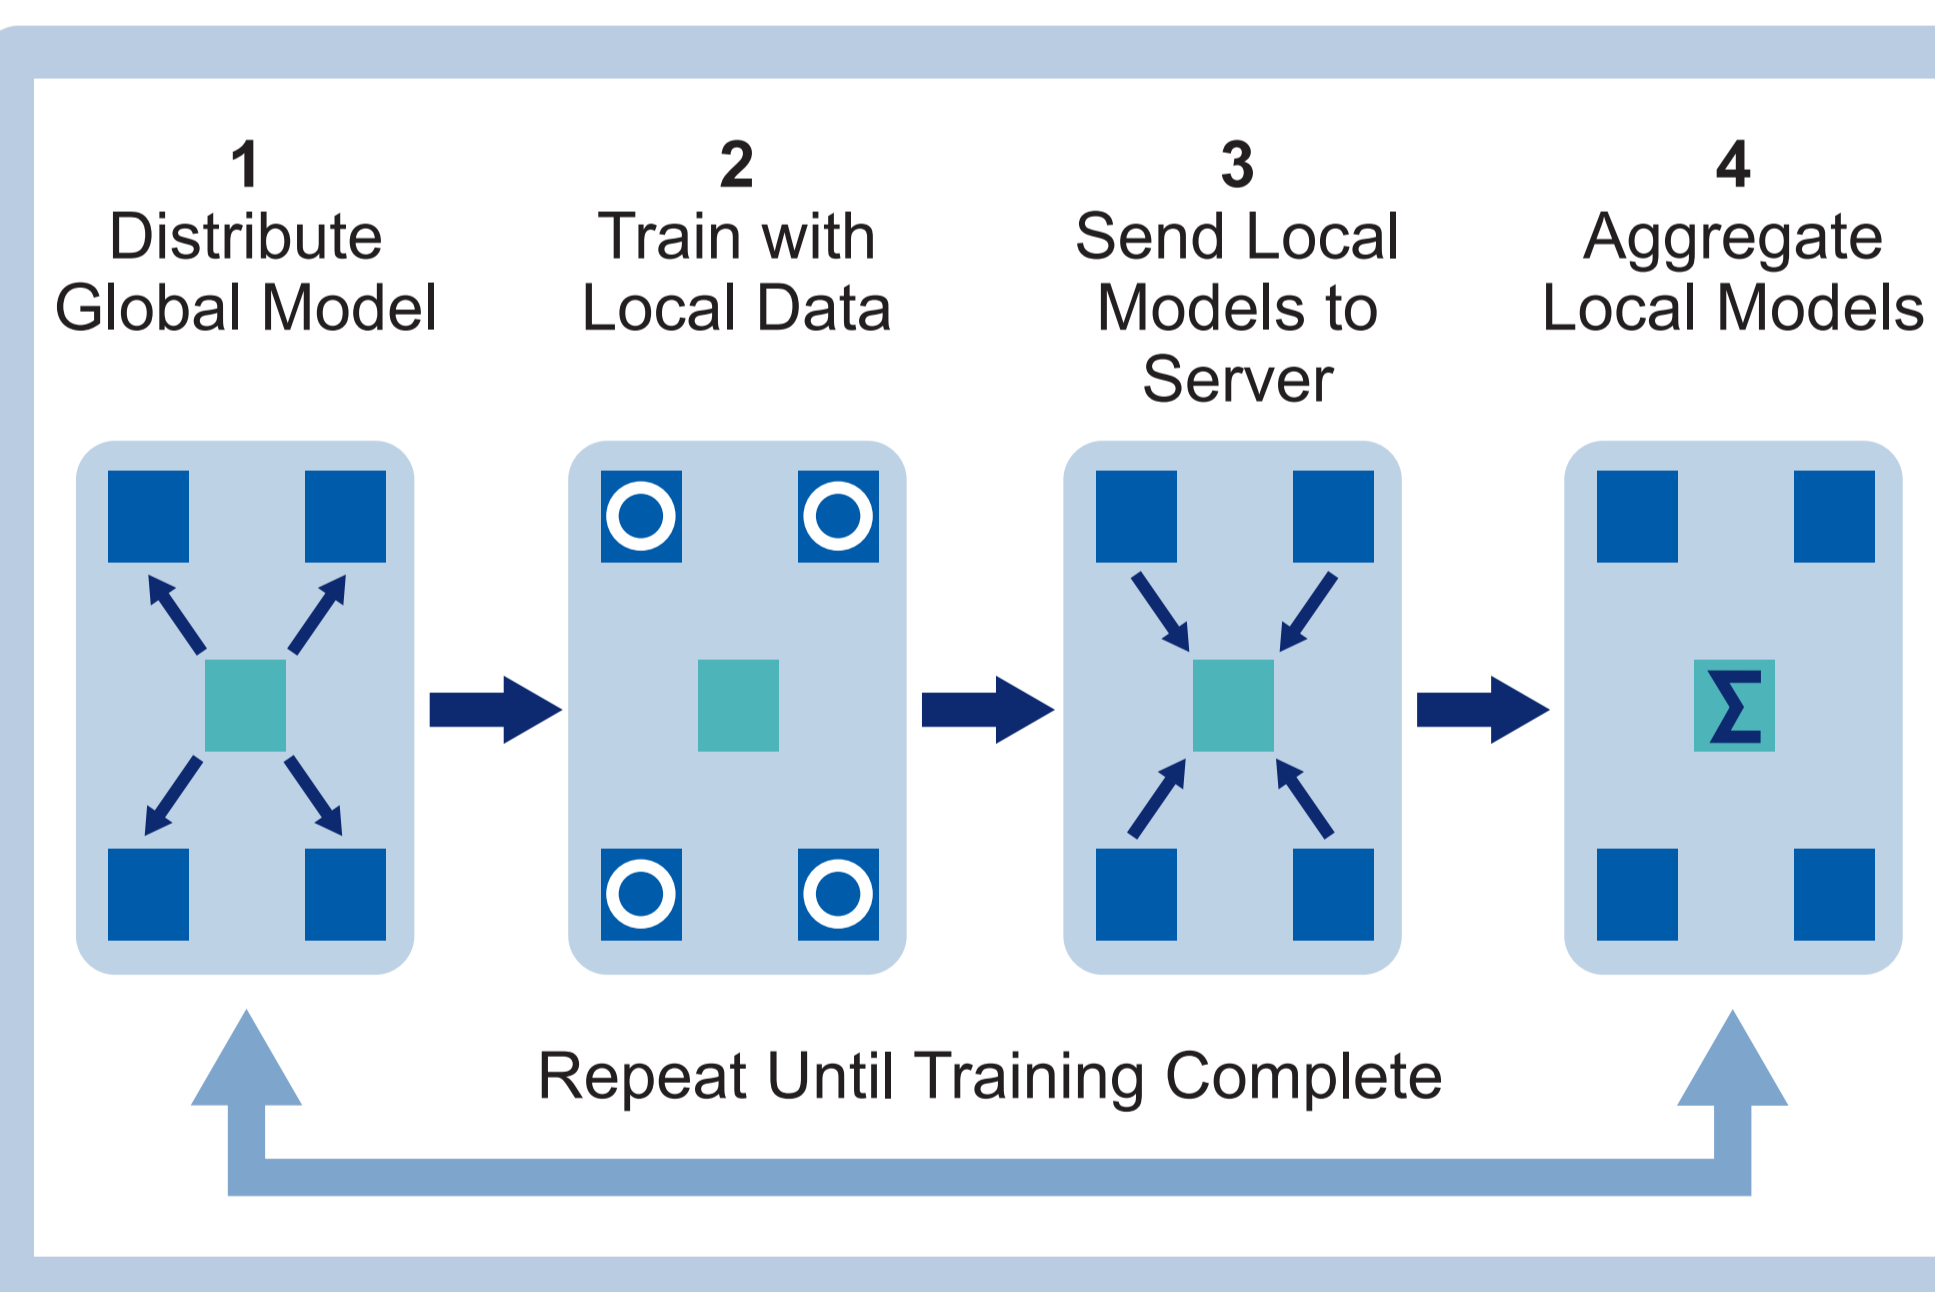 1
Distribute
Global Model
2
Train with
Local Data
3
Send Local
Models to
Server
4
Aggregate
Local Models
Σ
Repeat Until Training Complete